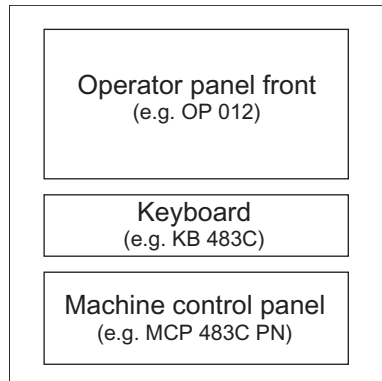 Operator panel front
(e.g. OP 012)
Keyboard
(e.g. KB 483C)
Machine control panel
(e.g. MCP 483C PN)